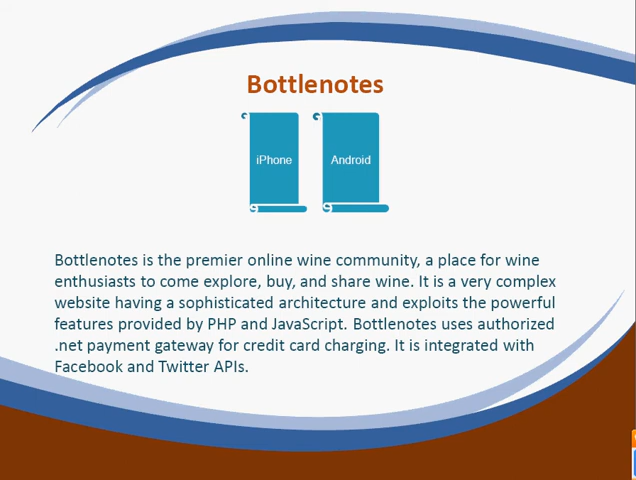 Bottlenotes
iPhone
Android
Bottlenotes is the premier online wine community, a place for wine
enthusiasts to come explore, buy, and share wine. It is a very complex
website having a sophisticated architecture and exploits the powerful
features provided by PHP and JavaScript. Bottlenotes uses authorized
.net payment gateway for credit card charging. It is integrated with
Facebook and Twitter APIs.